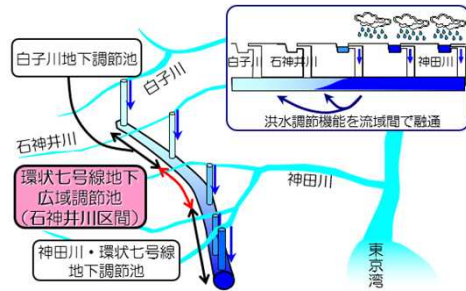 白子川地下調節池
白子川
石神井川
環状七号線地下
広域調節池
(石神井川区間)
神田川・環状七号線
地下調節池
神田川
東京湾
白子川
石神井川
神田川
洪水調節機能を流域間で融通